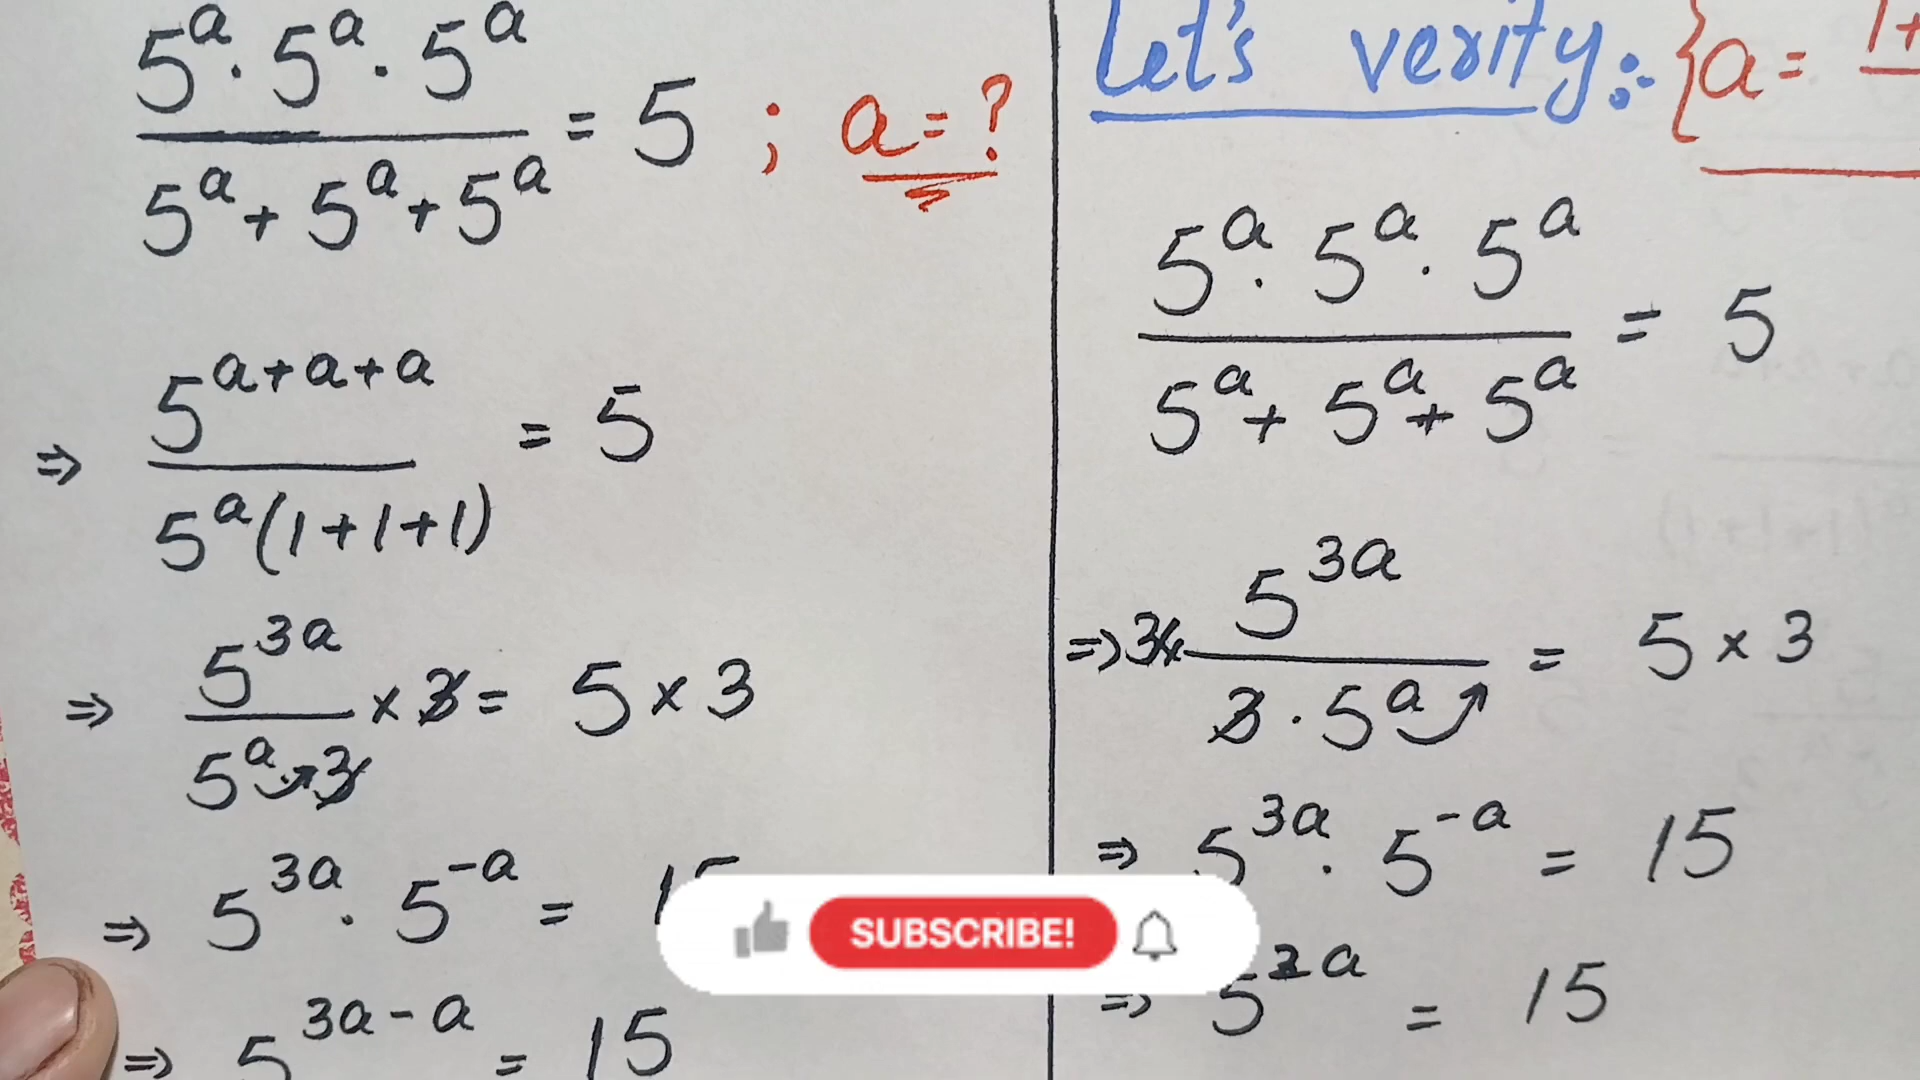 5^a · 5^a · 5^a / 5^a + 5^a + 5^a = 5 ; a = ?
⇒ 5^(a+a+a) / 5^a(1+1+1) = 5
⇒ 5^3a / 5^a · 3 × 3 = 5 × 3
⇒ 5^3a · 5^-a = 15
⇒ 5^(3a-a) = 15
Let's verity: { a = 1+
5^a · 5^a · 5^a / 5^a + 5^a + 5^a = 5
⇒ 3 × 5^3a / 3 · 5^a = 5 × 3
⇒ 5^3a · 5^-a = 15
⇒ 5^2a = 15
SUBSCRIBE!